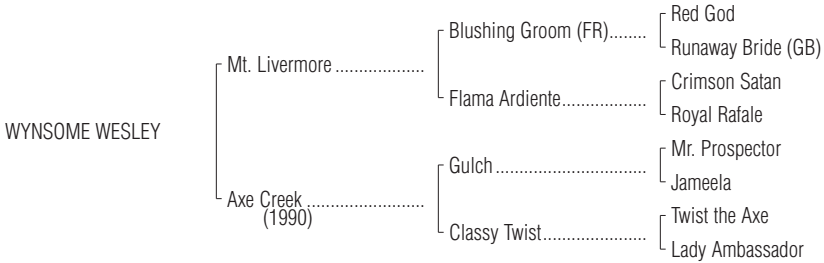 Red God
Blushing Groom (FR)........
Runaway Bride (GB)
Mt. Livermore ...................
Crimson Satan
Flama Ardiente..................
Royal Rafale
WYNSOME WESLEY
Mr. Prospector
Gulch ................................
Jameela
Axe Creek .........................
(1990)
Twist the Axe
Classy Twist......................
Lady Ambassador